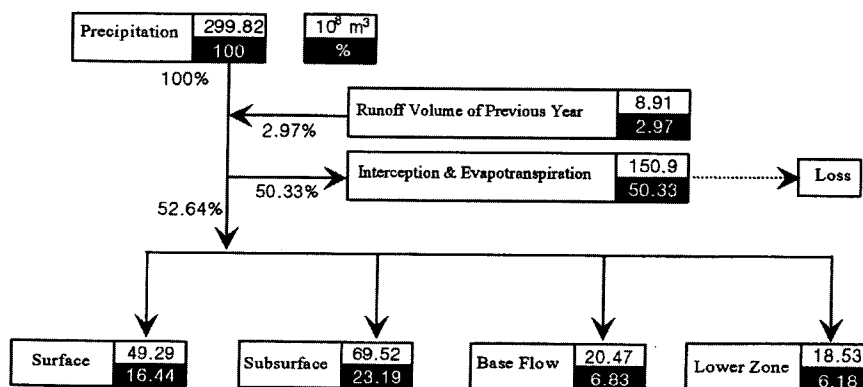 Precipitation 299.82 10⁸ m³
100 %
100%
Runoff Volume of Previous Year 8.91
2.97
2.97%
Interception & Evapotranspiration 150.9
50.33
Loss
50.33%
52.64%
Surface 49.29
16.44
Subsurface 69.52
23.19
Base Flow 20.47
6.83
Lower Zone 18.53
6.18